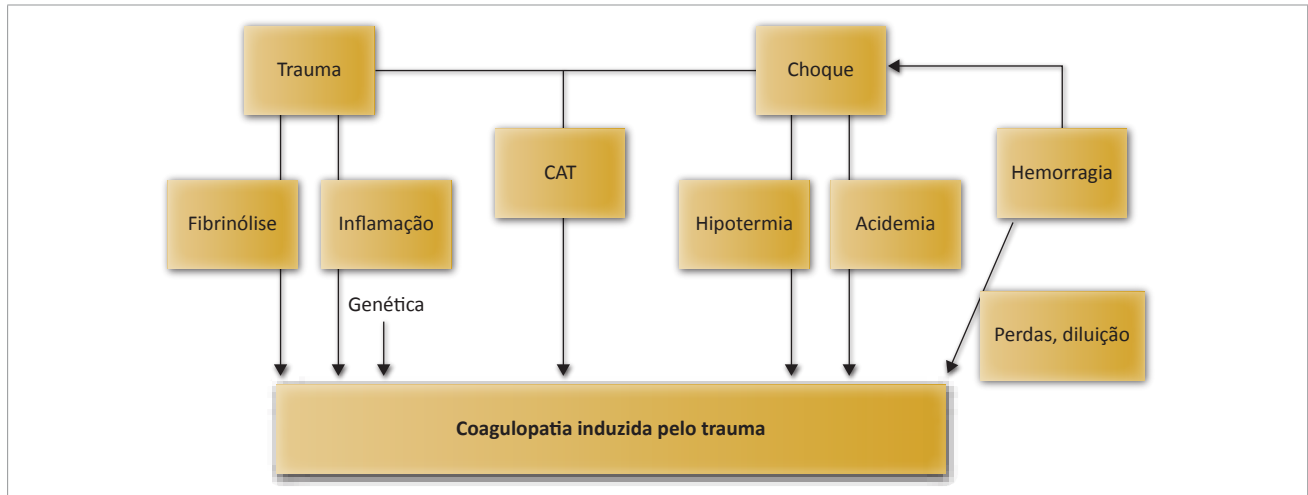 Trauma
Choque
CAT
Hemorragia
Fibrinólise
Inflamação
Hipotermia
Acidemia
Genética
Perdas, diluição
Coagulopatia induzida pelo trauma